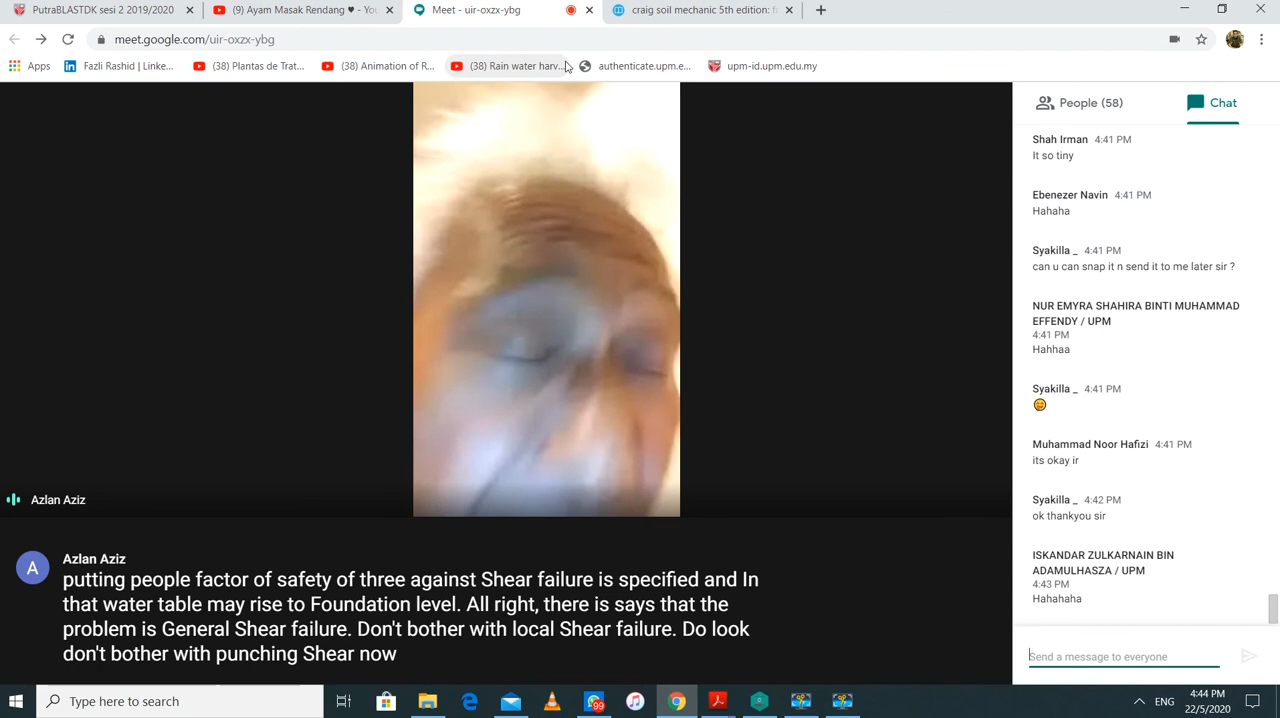 PutraBLASTDK sesi 2 2019/2020
(9) Ayam Masak Rendang ♥ - You
Meet - uir-oxzx-ybg
craig soil mechanic 5th edition: f
meet.google.com/uir-oxzx-ybg
Apps
Fazli Rashid | Linke...
(38) Plantas de Trat...
(38) Animation of R...
(38) Rain water harv...
authenticate.upm.e...
upm-id.upm.edu.my
People (58)
Chat
Shah Irman 4:41 PM
It so tiny
Ebenezer Navin 4:41 PM
Hahaha
Syakilla _ 4:41 PM
can u can snap it n send it to me later sir ?
NUR EMYRA SHAHIRA BINTI MUHAMMAD
EFFENDY / UPM
4:41 PM
Hahhaa
Syakilla _ 4:41 PM
Muhammad Noor Hafizi 4:41 PM
its okay ir
Syakilla _ 4:42 PM
ok thankyou sir
ISKANDAR ZULKARNAIN BIN
ADAMULHASZA / UPM
4:43 PM
Hahahaha
Send a message to everyone
Azlan Aziz
A
Azlan Aziz
putting people factor of safety of three against Shear failure is specified and In
that water table may rise to Foundation level. All right, there is says that the
problem is General Shear failure. Don't bother with local Shear failure. Do look
don't bother with punching Shear now
Type here to search
99
ENG
4:44 PM
22/5/2020